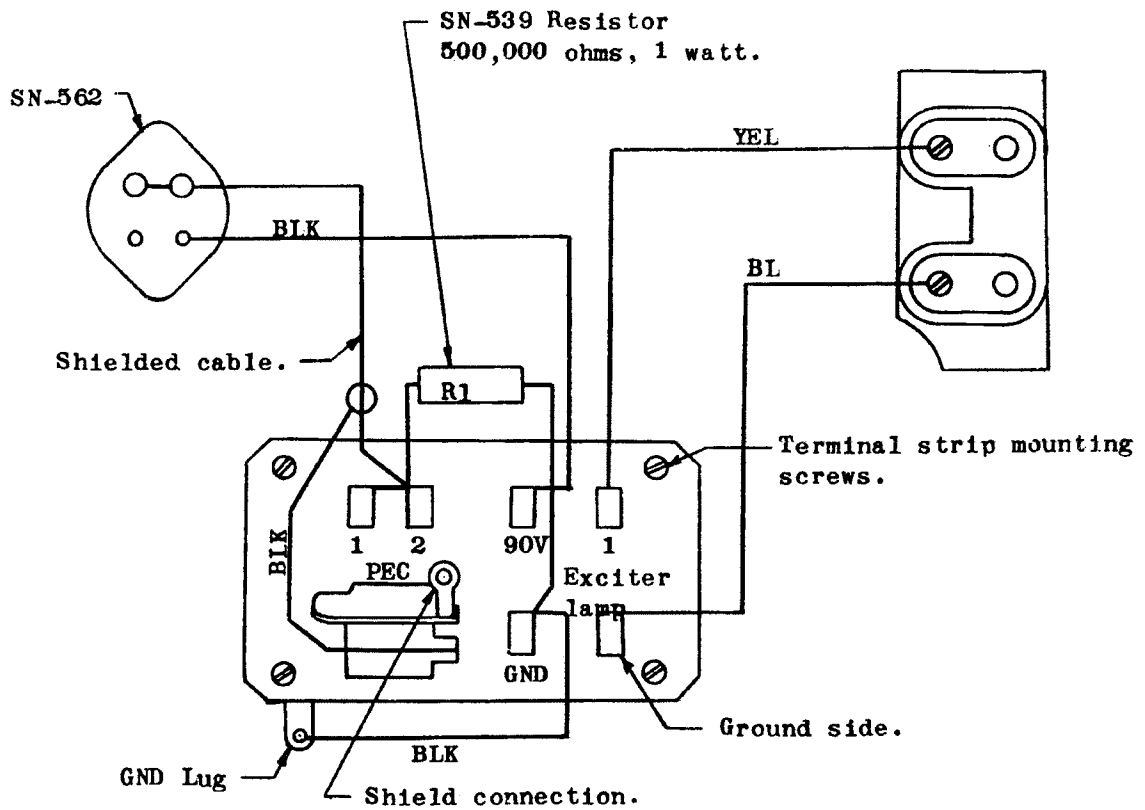 SN-539 Resistor
500,000 ohms, 1 watt.
SN-562
YEL
BLK
BL
Shielded cable.
R1
Terminal strip mounting
screws.
1
2
90V
1
BLK
PEC
Exciter
lamp
GND
Ground side.
BLK
GND Lug
Shield connection.